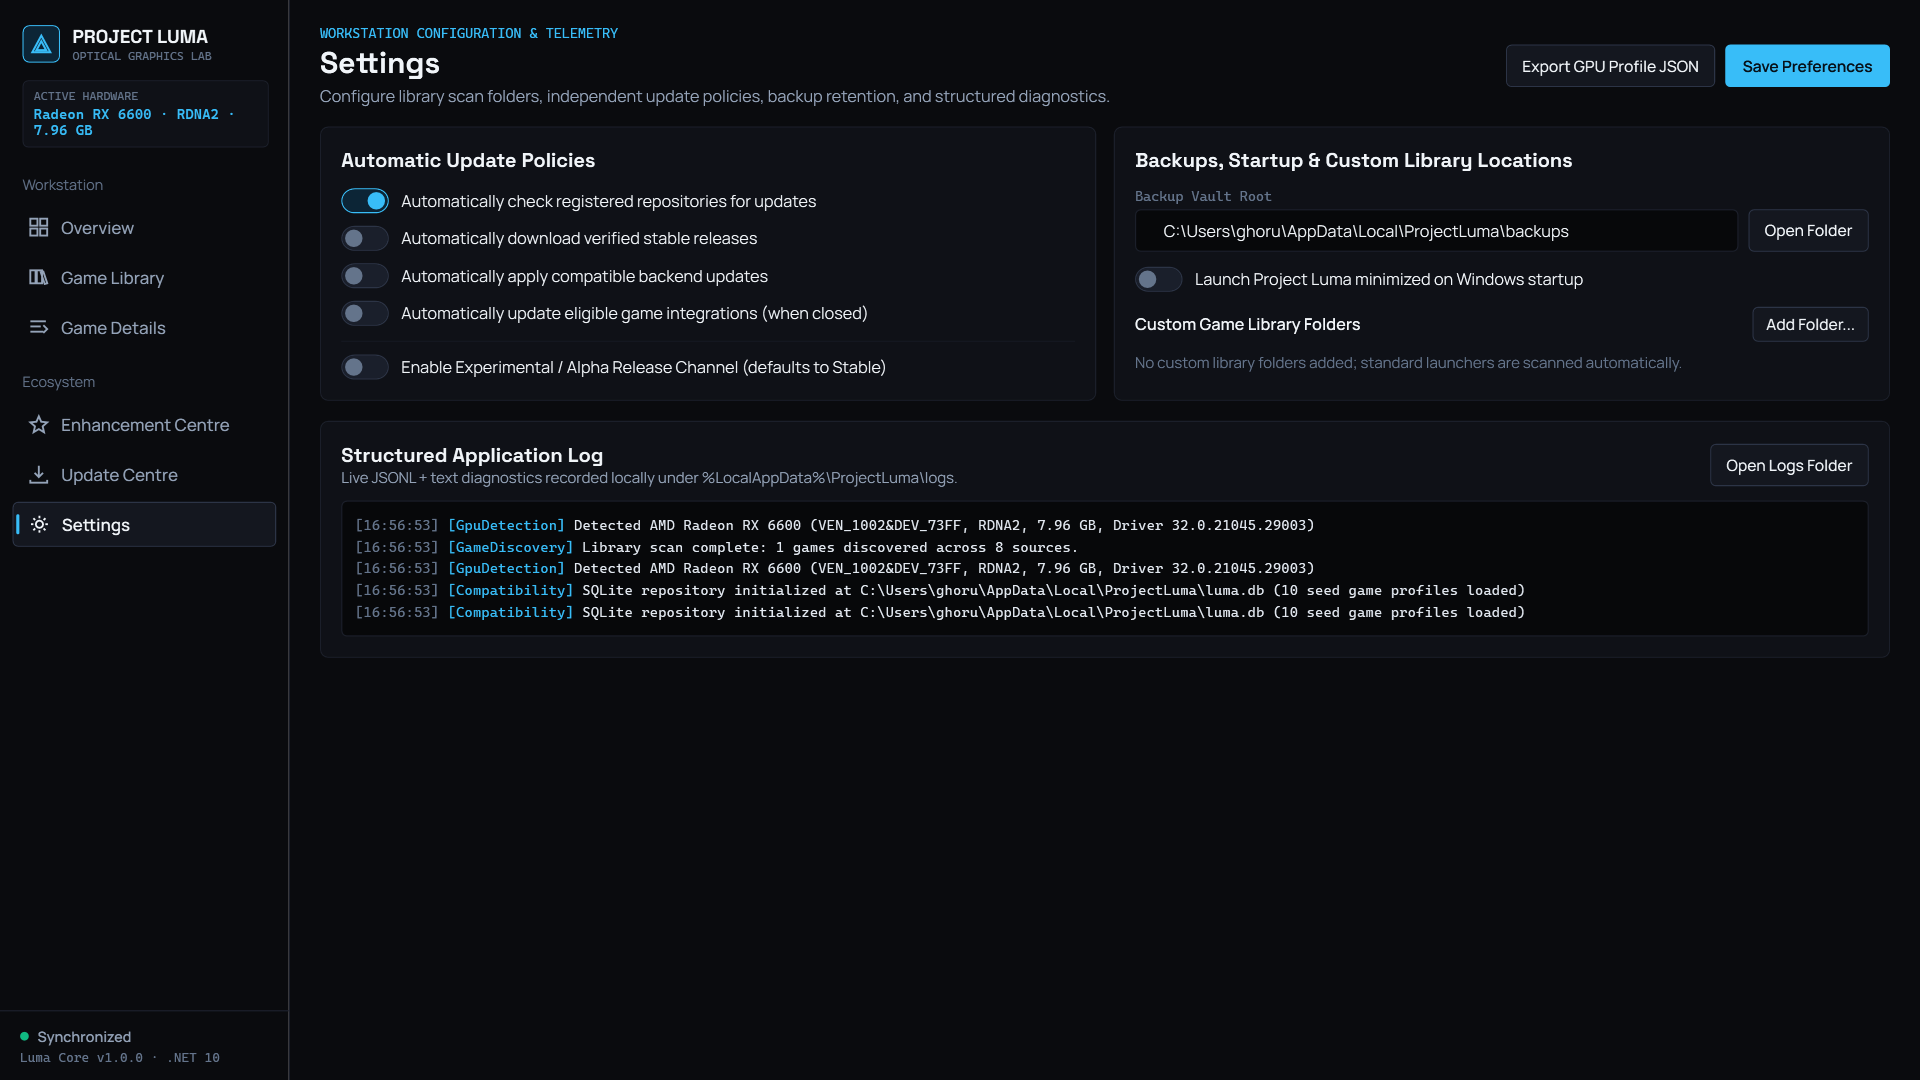 PROJECT LUMA
OPTICAL GRAPHICS LAB
ACTIVE HARDWARE
Radeon RX 6600 · RDNA2 ·
7.96 GB
Workstation
Overview
Game Library
Game Details
Ecosystem
Enhancement Centre
Update Centre
Settings
Synchronized
Luma Core v1.0.0 · .NET 10
WORKSTATION CONFIGURATION & TELEMETRY
Settings
Configure library scan folders, independent update policies, backup retention, and structured diagnostics.
Export GPU Profile JSON
Save Preferences
Automatic Update Policies
Automatically check registered repositories for updates
Automatically download verified stable releases
Automatically apply compatible backend updates
Automatically update eligible game integrations (when closed)
Enable Experimental / Alpha Release Channel (defaults to Stable)
Backups, Startup & Custom Library Locations
Backup Vault Root
C:\Users\ghoru\AppData\Local\ProjectLuma\backups
Open Folder
Launch Project Luma minimized on Windows startup
Custom Game Library Folders
Add Folder...
No custom library folders added; standard launchers are scanned automatically.
Structured Application Log
Live JSONL + text diagnostics recorded locally under %LocalAppData%\ProjectLuma\logs.
Open Logs Folder
[16:56:53] [GpuDetection] Detected AMD Radeon RX 6600 (VEN_1002&DEV_73FF, RDNA2, 7.96 GB, Driver 32.0.21045.29003)
[16:56:53] [GameDiscovery] Library scan complete: 1 games discovered across 8 sources.
[16:56:53] [GpuDetection] Detected AMD Radeon RX 6600 (VEN_1002&DEV_73FF, RDNA2, 7.96 GB, Driver 32.0.21045.29003)
[16:56:53] [Compatibility] SQLite repository initialized at C:\Users\ghoru\AppData\Local\ProjectLuma\luma.db (10 seed game profiles loaded)
[16:56:53] [Compatibility] SQLite repository initialized at C:\Users\ghoru\AppData\Local\ProjectLuma\luma.db (10 seed game profiles loaded)